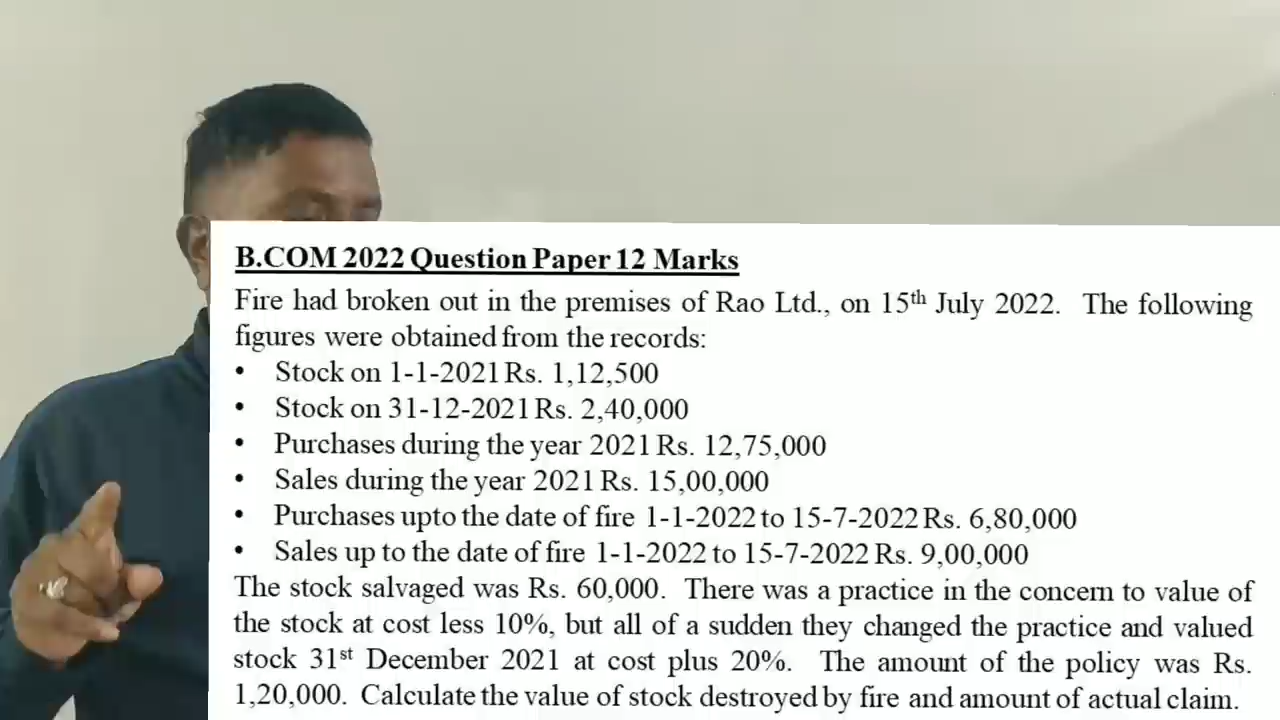 B.COM 2022 Question Paper 12 Marks
Fire had broken out in the premises of Rao Ltd., on 15th July 2022. The following
figures were obtained from the records:
• Stock on 1-1-2021 Rs. 1,12,500
• Stock on 31-12-2021 Rs. 2,40,000
• Purchases during the year 2021 Rs. 12,75,000
• Sales during the year 2021 Rs. 15,00,000
• Purchases upto the date of fire 1-1-2022 to 15-7-2022 Rs. 6,80,000
• Sales up to the date of fire 1-1-2022 to 15-7-2022 Rs. 9,00,000
The stock salvaged was Rs. 60,000. There was a practice in the concern to value of
the stock at cost less 10%, but all of a sudden they changed the practice and valued
stock 31st December 2021 at cost plus 20%. The amount of the policy was Rs.
1,20,000. Calculate the value of stock destroyed by fire and amount of actual claim.